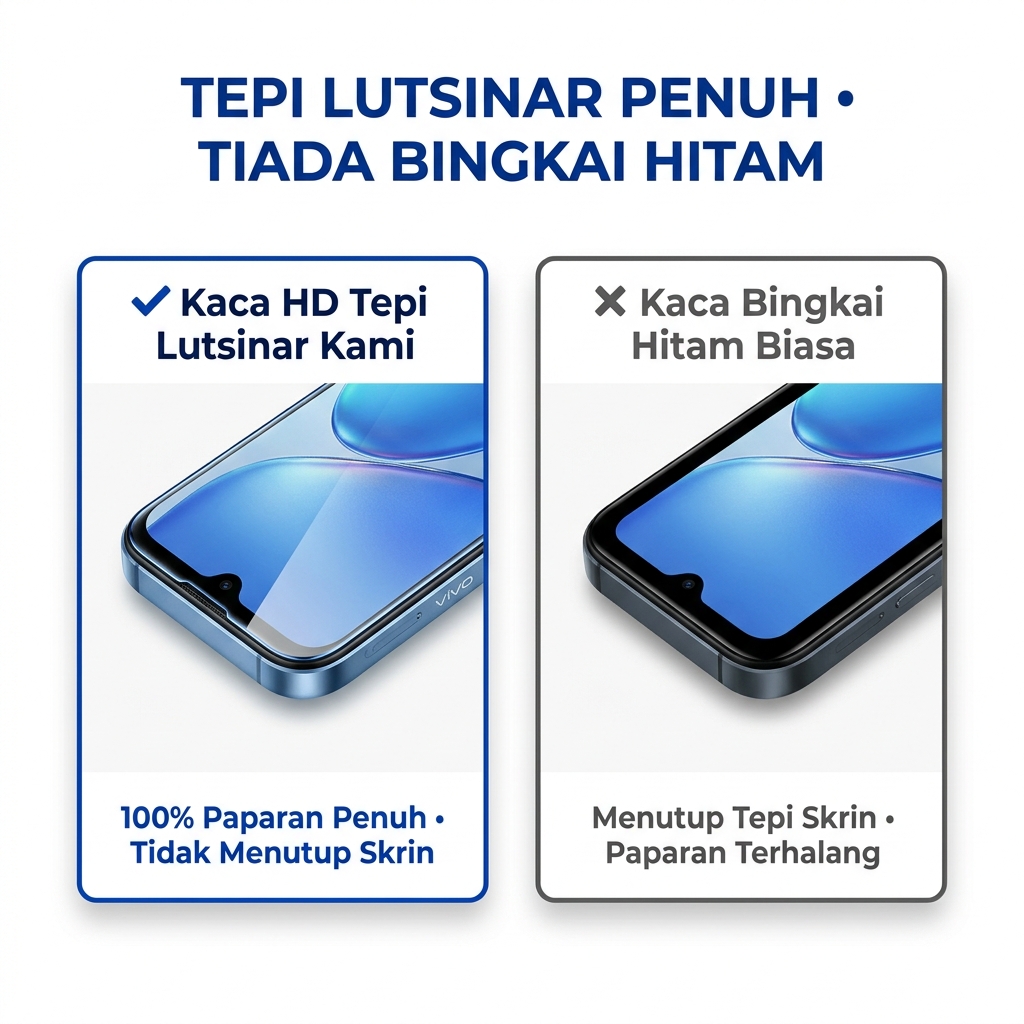 TEPI LUTSINAR PENUH •
TIADA BINGKAI HITAM
✔ Kaca HD Tepi
Lutsinar Kami
vivo
100% Paparan Penuh •
Tidak Menutup Skrin
✖ Kaca Bingkai
Hitam Biasa
Menutup Tepi Skrin •
Paparan Terhalang